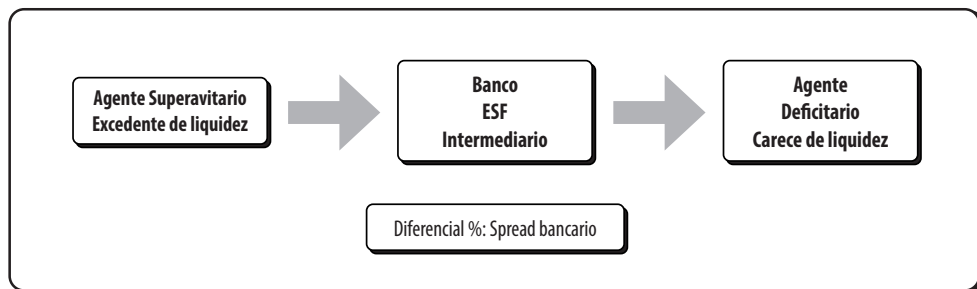 Agente Superavitario
Excedente de liquidez
Banco
ESF
Intermediario
Agente
Deficitario
Carece de liquidez
Diferencial %: Spread bancario